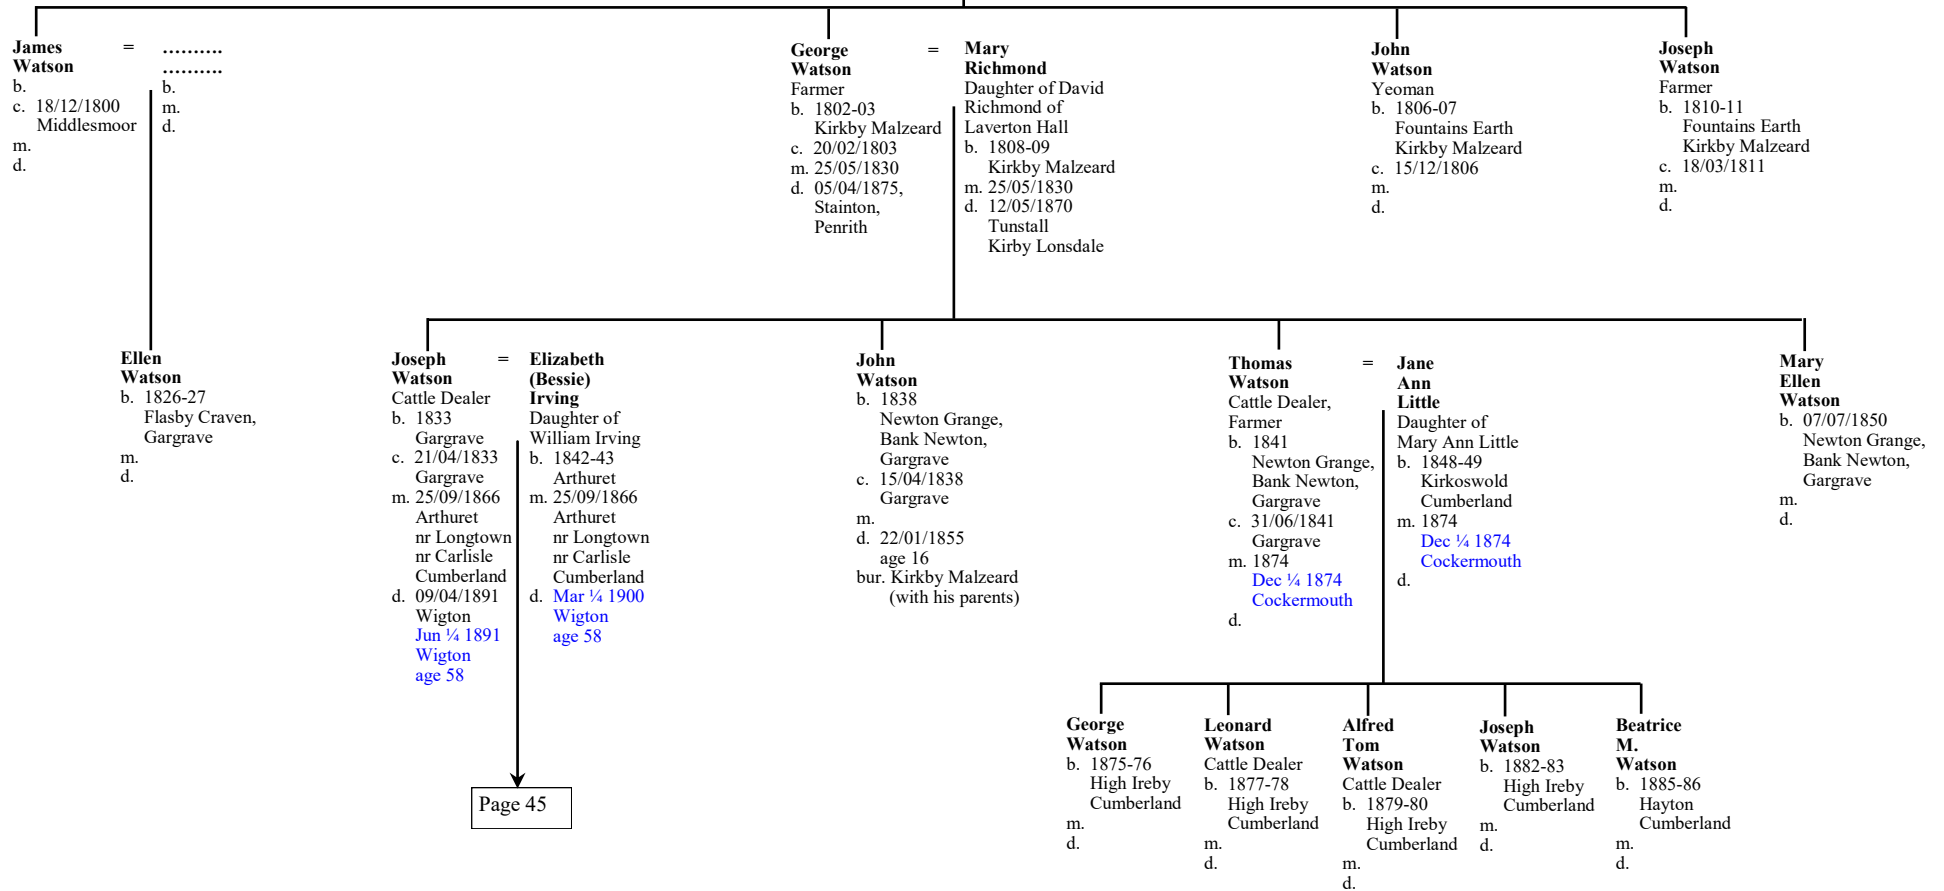 James = ..........
Watson ..........
b.
c. 18/12/1800
Middlesmoor
m.
d.
b.
m.
d.
George = Mary
Watson
Farmer
b. 1802-03
Kirkby Malzeard
c. 20/02/1803
m. 25/05/1830
d. 05/04/1875,
Stainton,
Penrith
Richmond
Daughter of David
Richmond of
Laverton Hall
b. 1808-09
Kirkby Malzeard
m. 25/05/1830
d. 12/05/1870
Tunstall
Kirby Lonsdale
John
Watson
Yeoman
b. 1806-07
Fountains Earth
Kirkby Malzeard
c. 15/12/1806
m.
d.
Joseph
Watson
Farmer
b. 1810-11
Fountains Earth
Kirkby Malzeard
c. 18/03/1811
m.
d.
Ellen
Watson
b. 1826-27
Flasby Craven,
Gargrave
m.
d.
Joseph = Elizabeth
Watson
Cattle Dealer
b. 1833
Gargrave
c. 21/04/1833
Gargrave
m. 25/09/1866
Arthuret
nr Longtown
nr Carlisle
Cumberland
d. 09/04/1891
Wigton
Jun ¼ 1891
Wigton
age 58
(Bessie)
Irving
Daughter of
William Irving
b. 1842-43
Arthuret
m. 25/09/1866
Arthuret
nr Longtown
nr Carlisle
Cumberland
d. Mar ¼ 1900
Wigton
age 58
John
Watson
b. 1838
Newton Grange,
Bank Newton,
Gargrave
c. 15/04/1838
Gargrave
m.
d. 22/01/1855
age 16
bur. Kirkby Malzeard
(with his parents)
Thomas = Jane
Watson
Cattle Dealer,
Farmer
b. 1841
Newton Grange,
Bank Newton,
Gargrave
c. 31/06/1841
Gargrave
m. 1874
Dec ¼ 1874
Cockermouth
d.
Ann
Little
Daughter of
Mary Ann Little
b. 1848-49
Kirkoswold
Cumberland
m. 1874
Dec ¼ 1874
Cockermouth
d.
Mary
Ellen
Watson
b. 07/07/1850
Newton Grange,
Bank Newton,
Gargrave
m.
d.
George
Watson
b. 1875-76
High Ireby
Cumberland
m.
d.
Leonard
Watson
Cattle Dealer
b. 1877-78
High Ireby
Cumberland
m.
d.
Alfred
Tom
Watson
Cattle Dealer
b. 1879-80
High Ireby
Cumberland
m.
d.
Joseph
Watson
b. 1882-83
High Ireby
Cumberland
m.
d.
Beatrice
M.
Watson
b. 1885-86
Hayton
Cumberland
m.
d.
Page 45